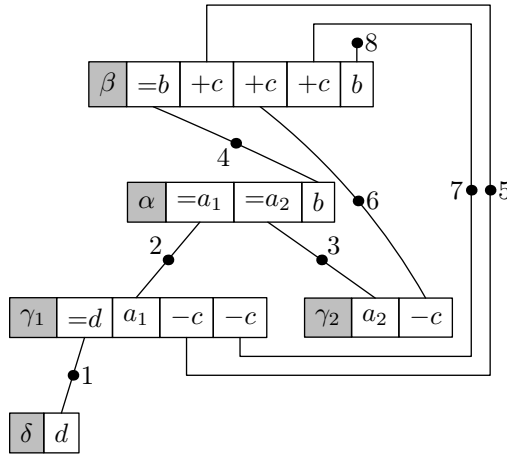 8
β =b +c +c +c b
4
α =a₁ =a₂ b
7 5
6
2 3
γ₁ =d a₁ −c −c
γ₂ a₂ −c
1
δ d